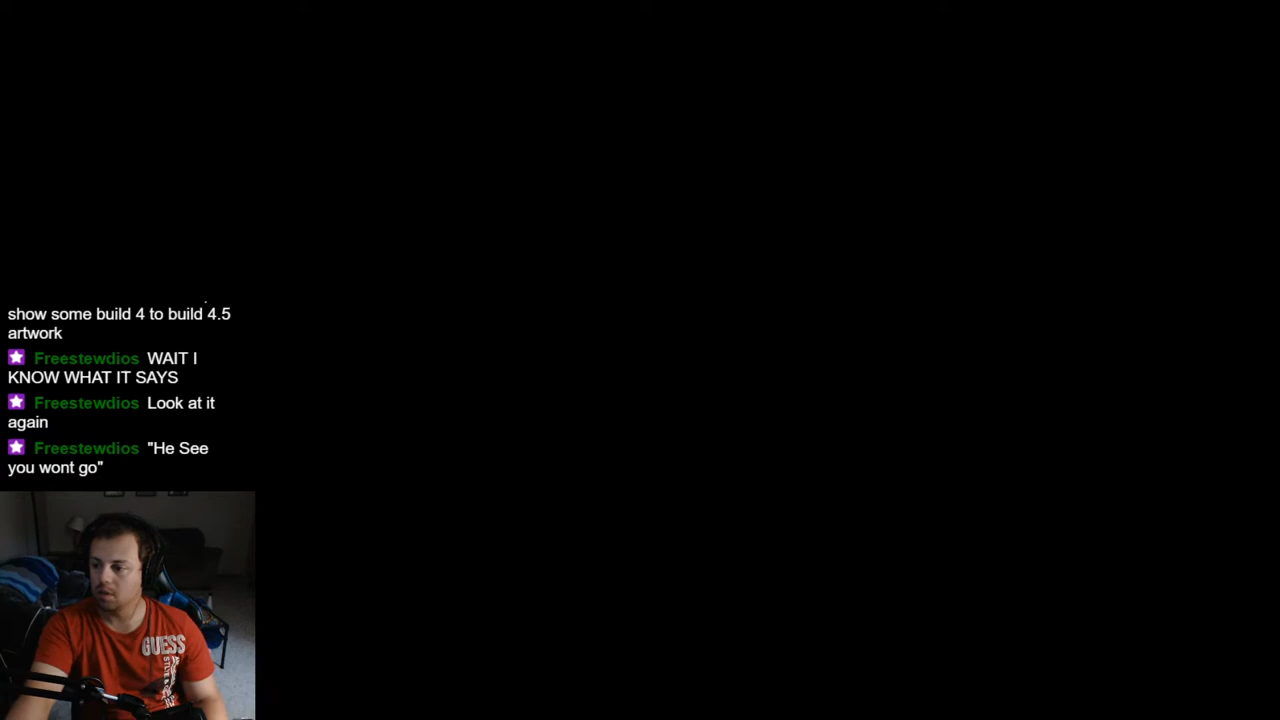 show some build 4 to build 4.5
artwork
Freestewdios WAIT I
KNOW WHAT IT SAYS
Freestewdios Look at it
again
Freestewdios "He See
you wont go"
GUESS